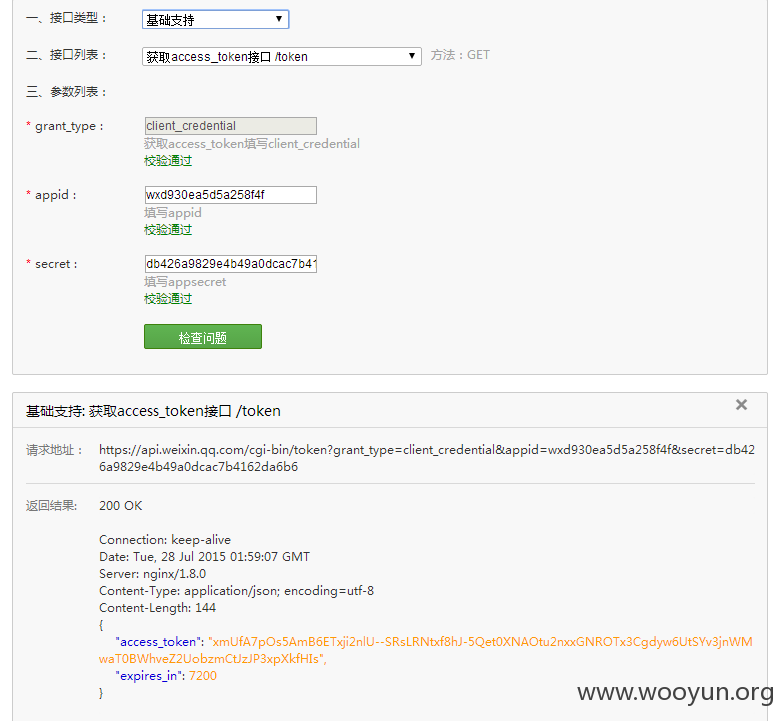 一、接口类型： 基础支持
二、接口列表： 获取access_token接口 /token 方法：GET
三、参数列表：
* grant_type： client_credential
获取access_token填写client_credential
校验通过
* appid： wxd930ea5d5a258f4f
填写appid
校验通过
* secret： db426a9829e4b49a0dcac7b41
填写appsecret
校验通过
检查问题
基础支持: 获取access_token接口 /token
请求地址： https://api.weixin.qq.com/cgi-bin/token?grant_type=client_credential&appid=wxd930ea5d5a258f4f&secret=db42
6a9829e4b49a0dcac7b4162da6b6
返回结果: 200 OK
Connection: keep-alive
Date: Tue, 28 Jul 2015 01:59:07 GMT
Server: nginx/1.8.0
Content-Type: application/json; encoding=utf-8
Content-Length: 144
{
"access_token": "xmUfA7pOs5AmB6ETxji2nlU--SRsLRNtxf8hJ-5Qet0XNAOtu2nxxGNROTx3Cgdyw6UtSYv3jnWM
waT0BWhveZ2UobzmCtJzJP3xpXkfHIs",
"expires_in": 7200
}
www.wooyun.org